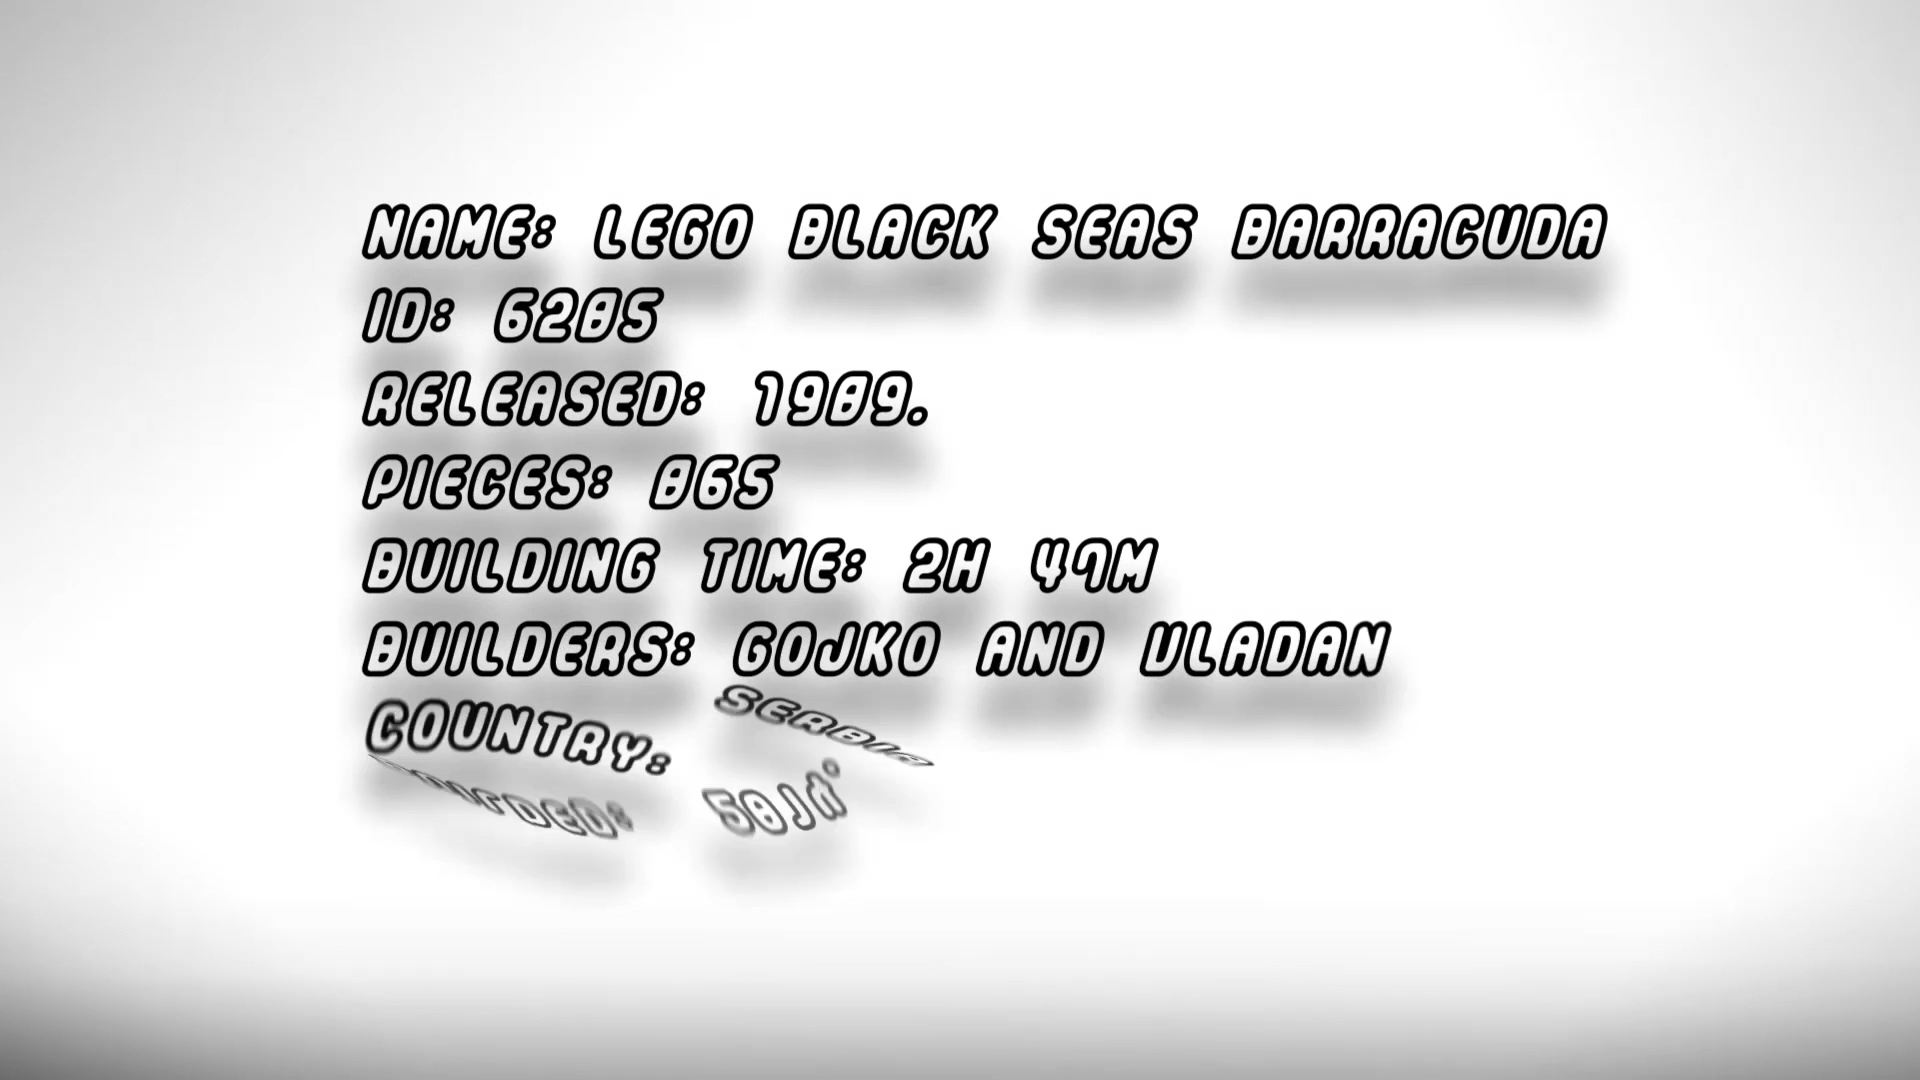 NAME: LEGO BLACK SEAS BARRACUDA
ID: 6285
RELEASED: 1989.
PIECES: 865
BUILDING TIME: 2H 47M
BUILDERS: GOJKO AND VLADAN
COUNTRY: SERBIA